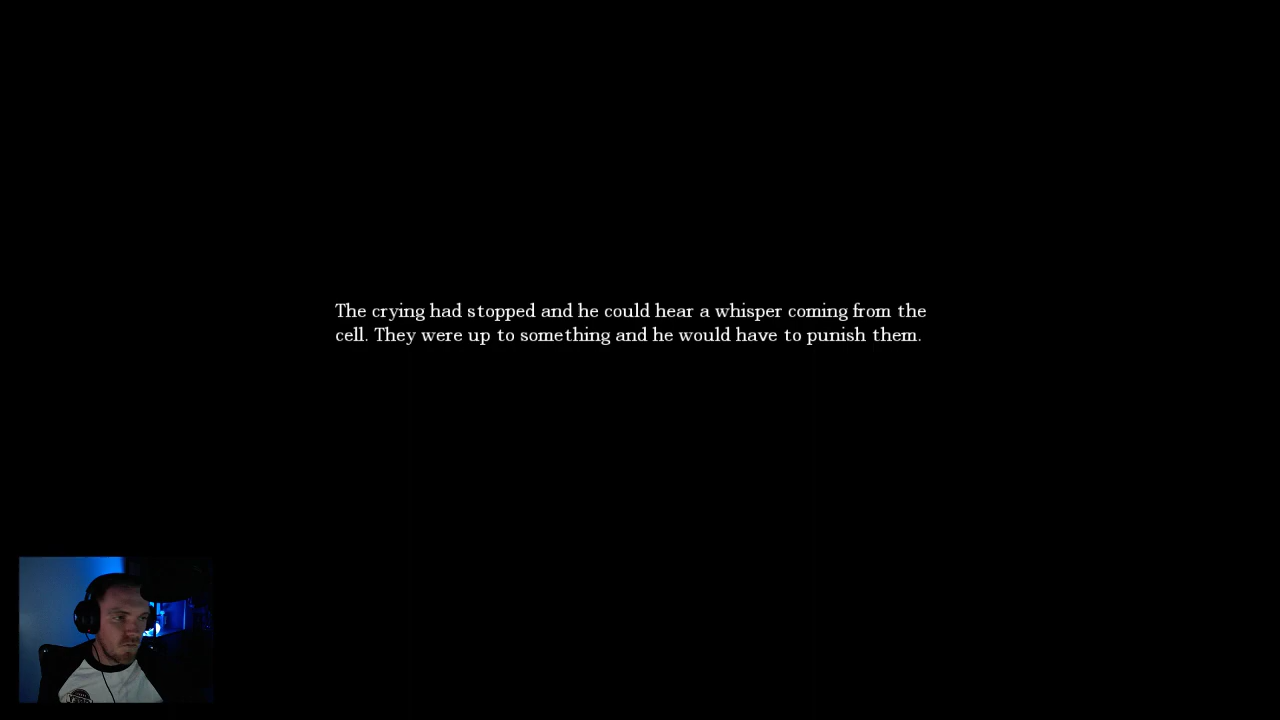 The crying had stopped and he could hear a whisper coming from the
cell. They were up to something and he would have to punish them.